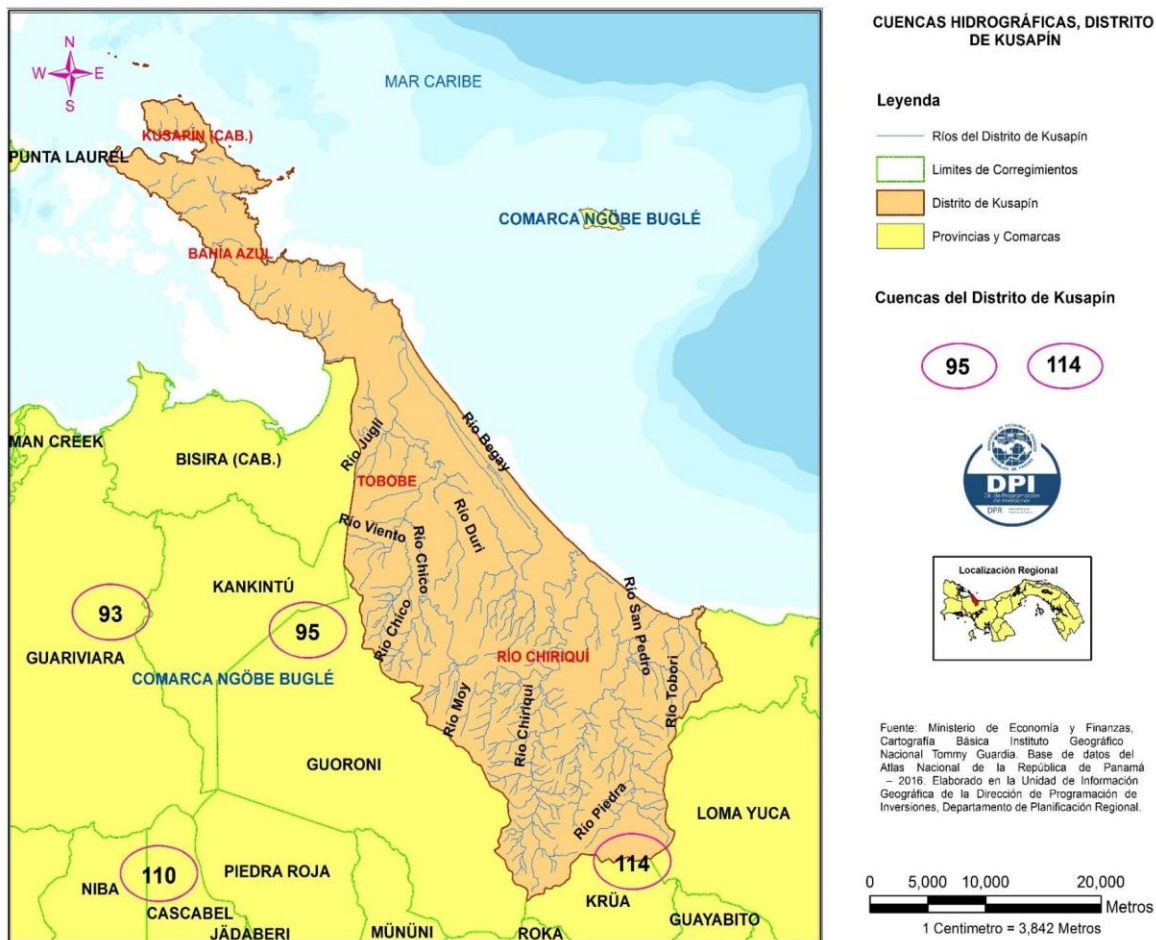 CUENCAS HIDROGRÁFICAS, DISTRITO
DE KUSAPÍN
Leyenda
Ríos del Distrito de Kusapín
Limites de Corregimientos
Distrito de Kusapín
Provincias y Comarcas
Cuencas del Distrito de Kusapín
95
114
DPI
Dir. de Programación
de Inversiones
DPR
Localización Regional
Fuente: Ministerio de Economía y Finanzas,
Cartografía Básica Instituto Geográfico
Nacional Tommy Guardia. Base de datos del
Atlas Nacional de la República de Panamá
– 2016. Elaborado en la Unidad de Información
Geográfica de la Dirección de Programación de
Inversiones, Departamento de Planificación Regional.
0 5,000 10,000 20,000
Metros
1 Centimetro = 3,842 Metros
N
W E
S
MAR CARIBE
KUSAPÍN (CAB.)
PUNTA LAUREL
COMARCA NGÖBE BUGLÉ
BAHÍA AZUL
MAN CREEK
BISIRA (CAB.)
Río Jugli
Río Begay
TOBOBE
Río Viento
Río Chico
Río Duri
KANKINTÚ
93
95
GUARIVIARA
COMARCA NGÖBE BUGLÉ
Río Chico
RÍO CHIRIQUÍ
Río San Pedro
Río Tobori
Río Moy
Río Chiriquí
GUORONI
Río Piedra
LOMA YUCA
NIBA
110
PIEDRA ROJA
114
CASCABEL
KRÜA
JÄDABERI
MÜNÜNI
ROKA
GUAYABITO